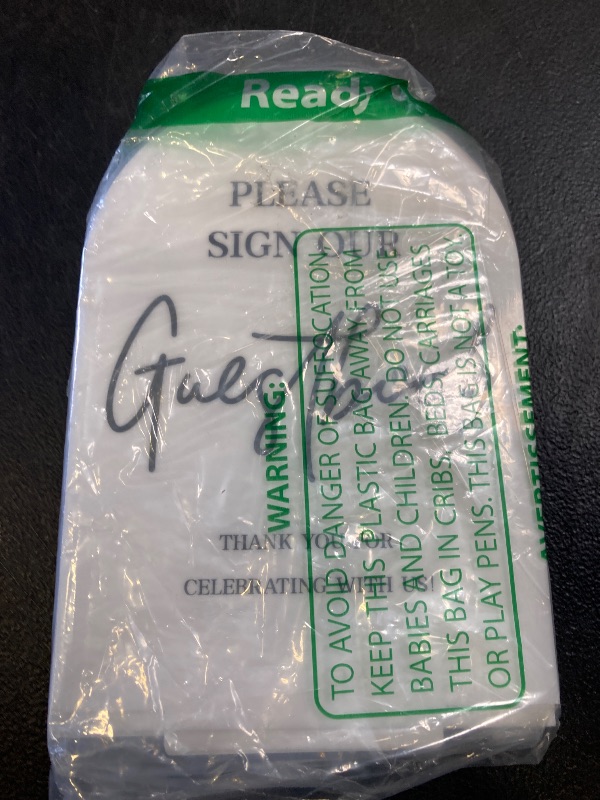 Ready
PLEASE
SIGN OUR
Guestbook
THANK YOU FOR
CELEBRATING WITH US!
WARNING:
TO AVOID DANGER OF SUFFOCATION,
KEEP THIS PLASTIC BAG AWAY FROM
BABIES AND CHILDREN. DO NOT USE
THIS BAG IN CRIBS, BEDS, CARRIAGES
OR PLAY PENS. THIS BAG IS NOT A TOY.
AVERTISSEMENT: